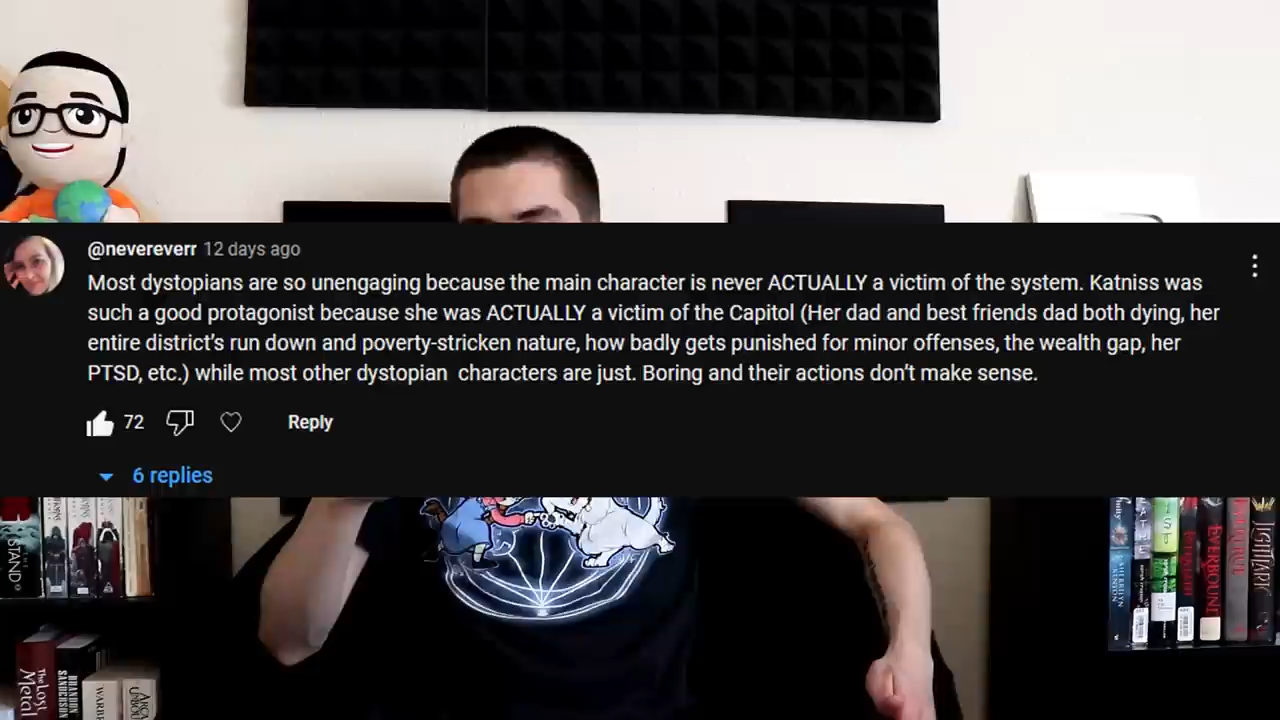 @nevereverr 12 days ago
Most dystopians are so unengaging because the main character is never ACTUALLY a victim of the system. Katniss was
such a good protagonist because she was ACTUALLY a victim of the Capitol (Her dad and best friends dad both dying, her
entire district's run down and poverty-stricken nature, how badly gets punished for minor offenses, the wealth gap, her
PTSD, etc.) while most other dystopian  characters are just. Boring and their actions don't make sense.
72 Reply
6 replies
STAND
SHERRILYN
KENYON
EVERBOUND
The
LOST
Metal
BRANDON
SANDERSON